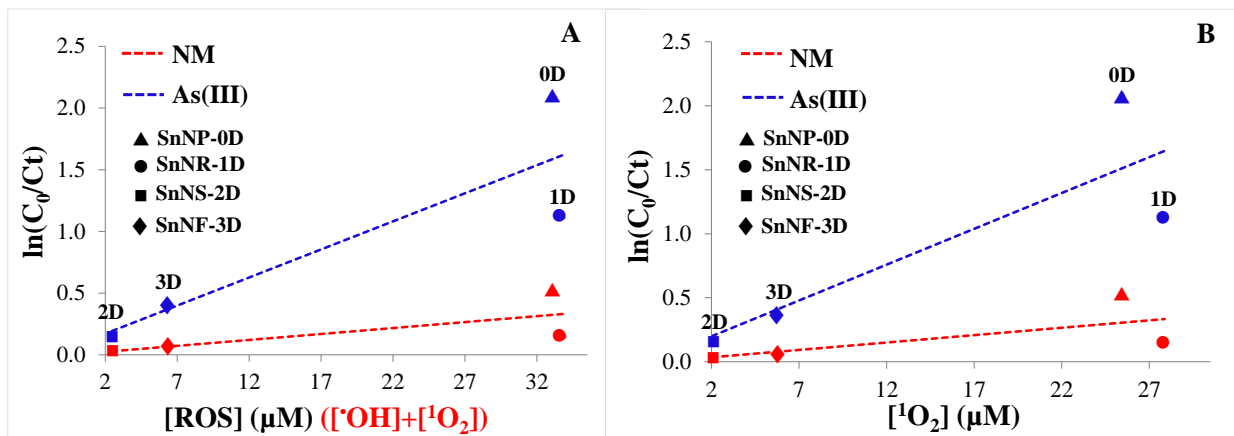 A
NM
As(III)
SnNP-0D
SnNR-1D
SnNS-2D
SnNF-3D
0D
1D
2D
3D
2.5
2.0
1.5
1.0
0.5
0.0
ln(C₀/Ct)
2 7 12 17 22 27 32
[ROS] (µM) ([•OH]+[¹O₂])
B
NM
As(III)
SnNP-0D
SnNR-1D
SnNS-2D
SnNF-3D
0D
1D
2D
3D
2.5
2.0
1.5
1.0
0.5
0.0
ln(C₀/Ct)
2 7 12 17 22 27
[¹O₂] (µM)